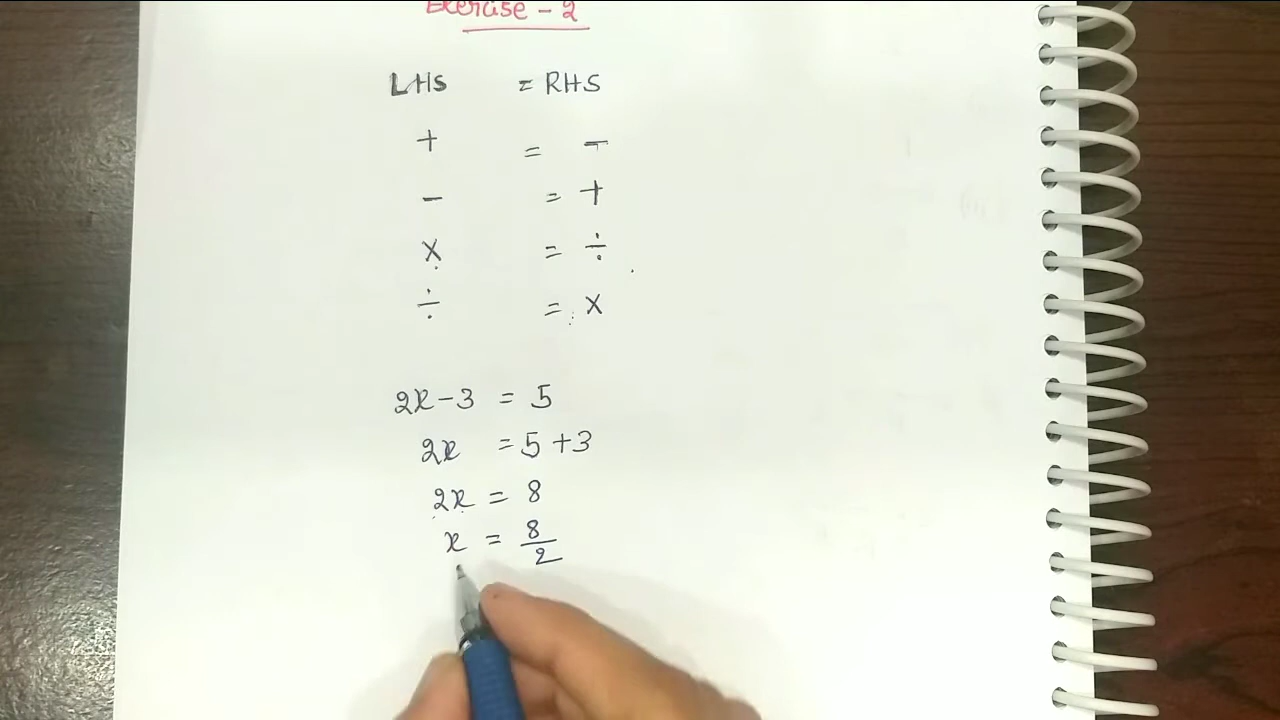 Exercise - 2
LHS = RHS
+ = -
- = +
× = ÷
÷ = ×
2x - 3 = 5
2x = 5 + 3
2x = 8
x = 8/2